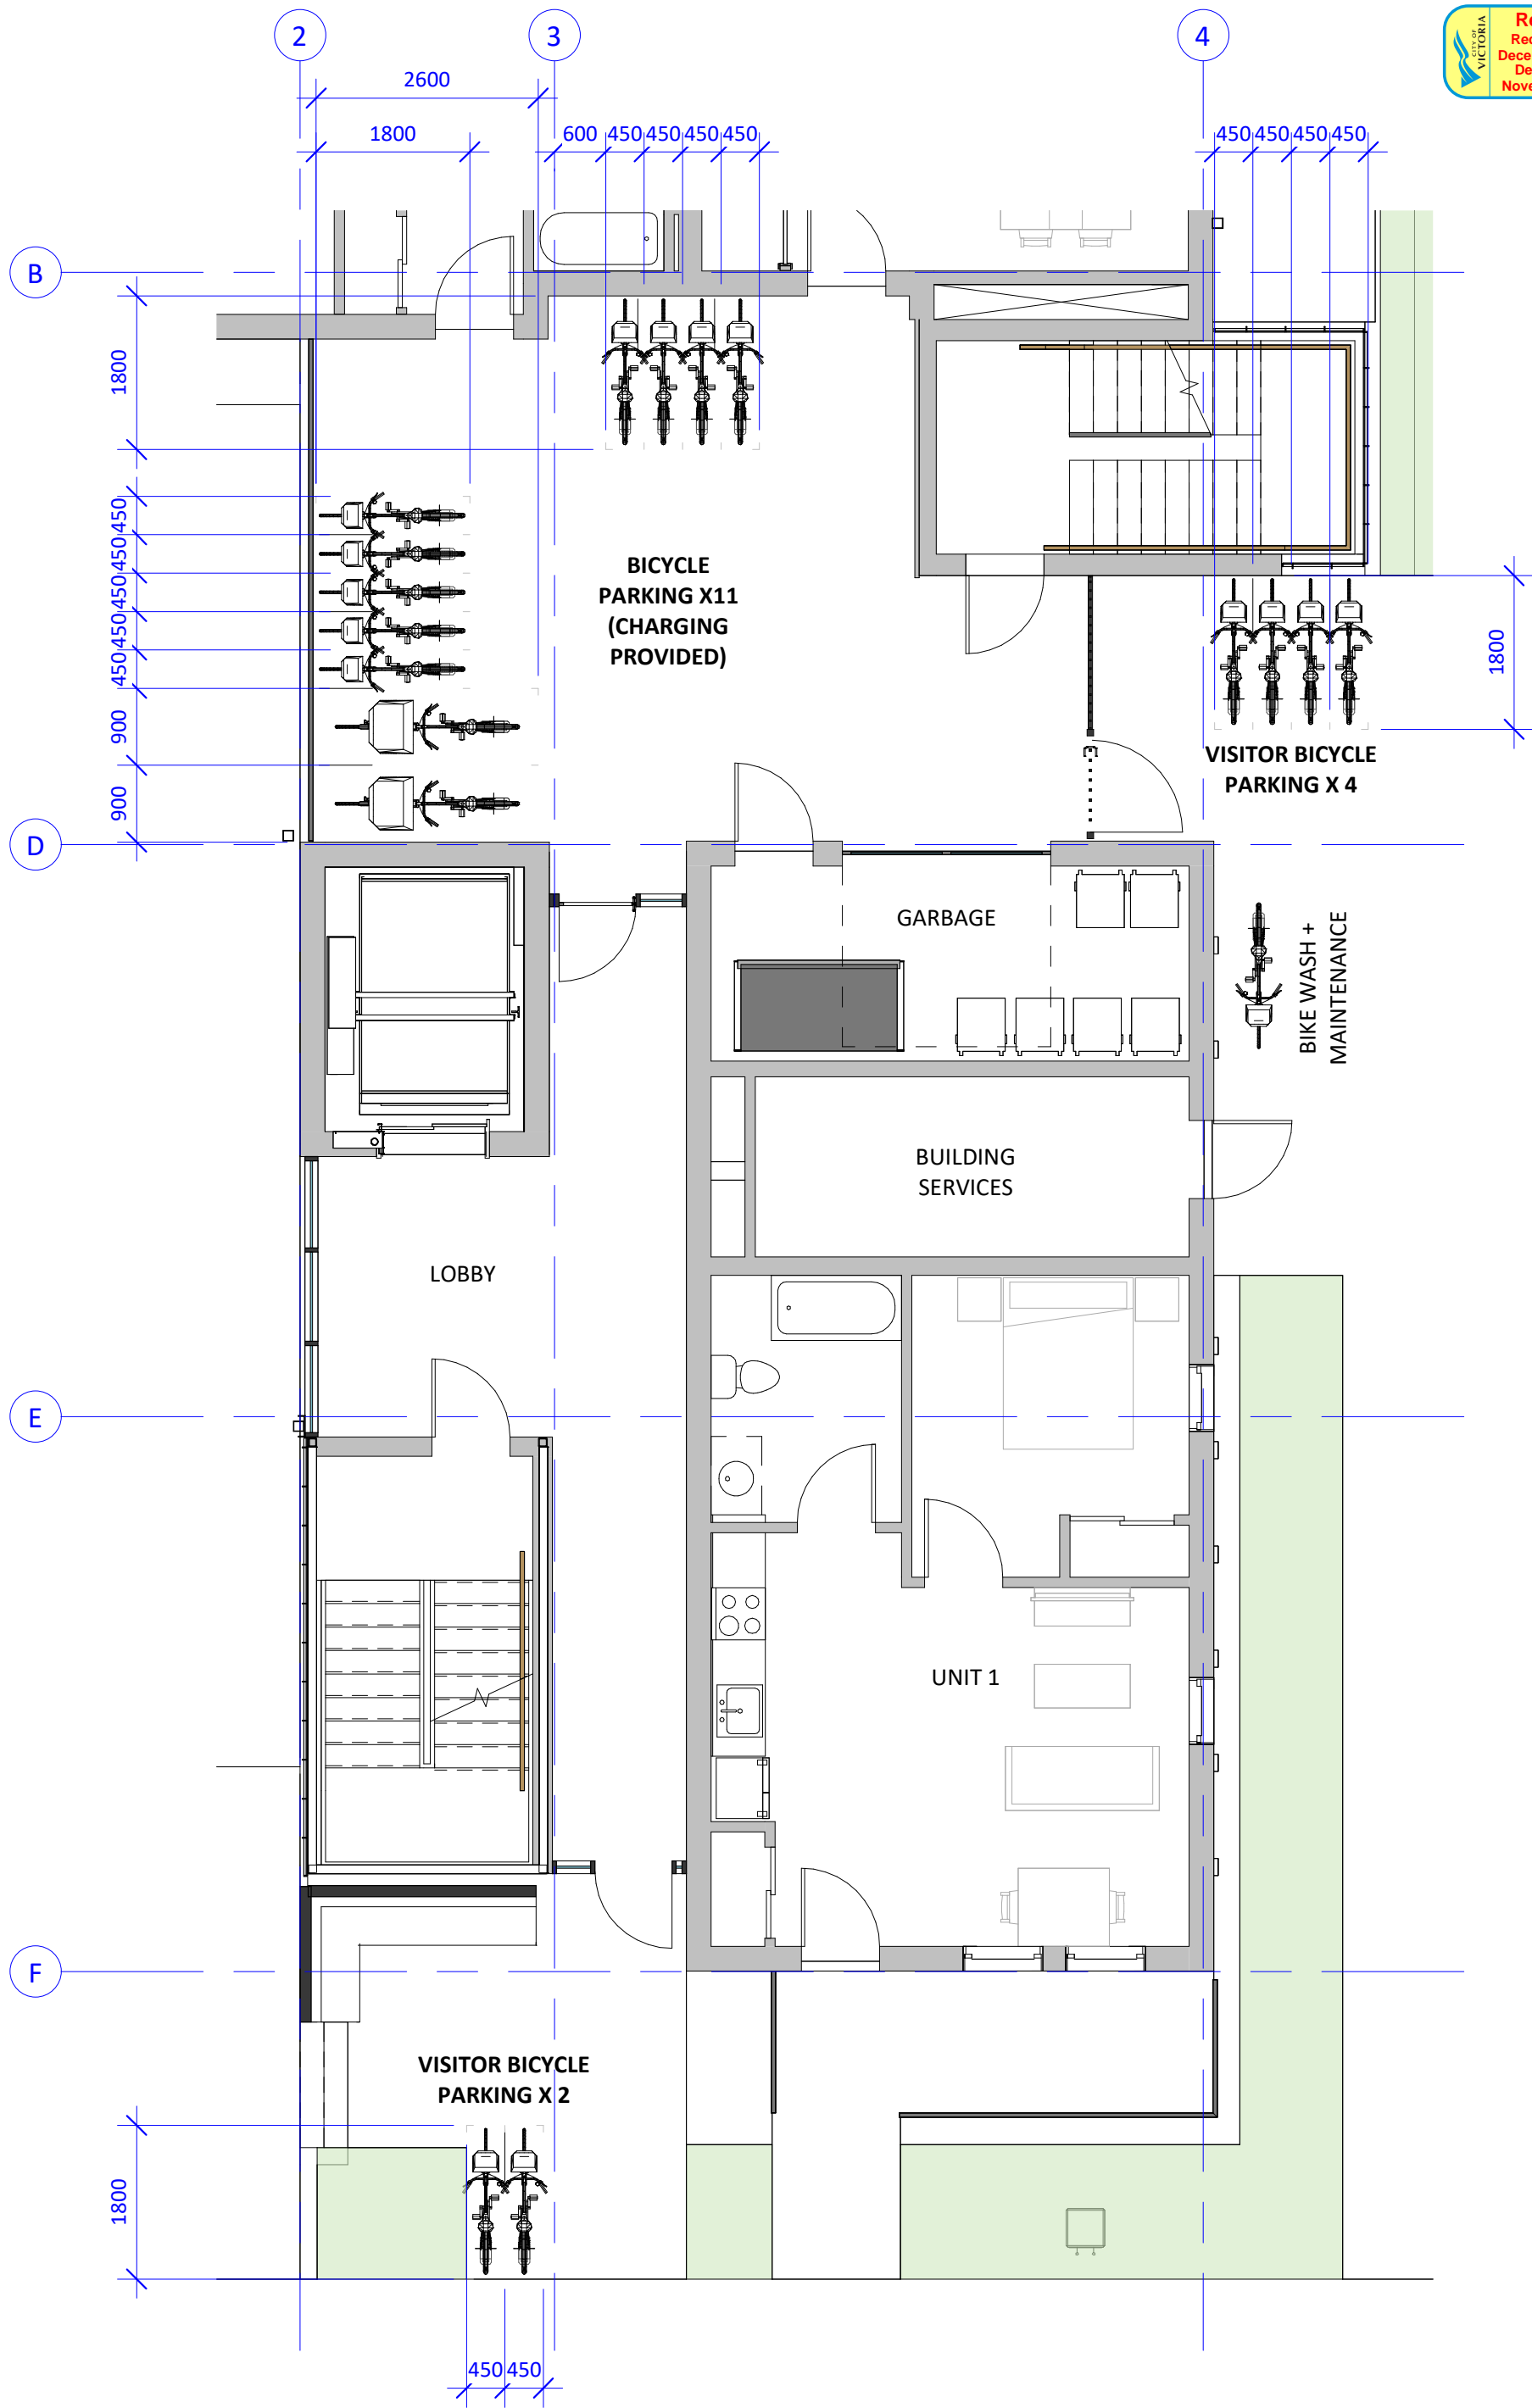 2
3
4
CITY OF
VICTORIA
2600
1800
600
450
450
450
450
450
450
450
450
B
1800
450
450
450
450
450
900
900
BICYCLE
PARKING X11
(CHARGING
PROVIDED)
1800
VISITOR BICYCLE
PARKING X 4
D
GARBAGE
BIKE WASH +
MAINTENANCE
BUILDING
SERVICES
LOBBY
E
UNIT 1
F
VISITOR BICYCLE
PARKING X 2
1800
450
450